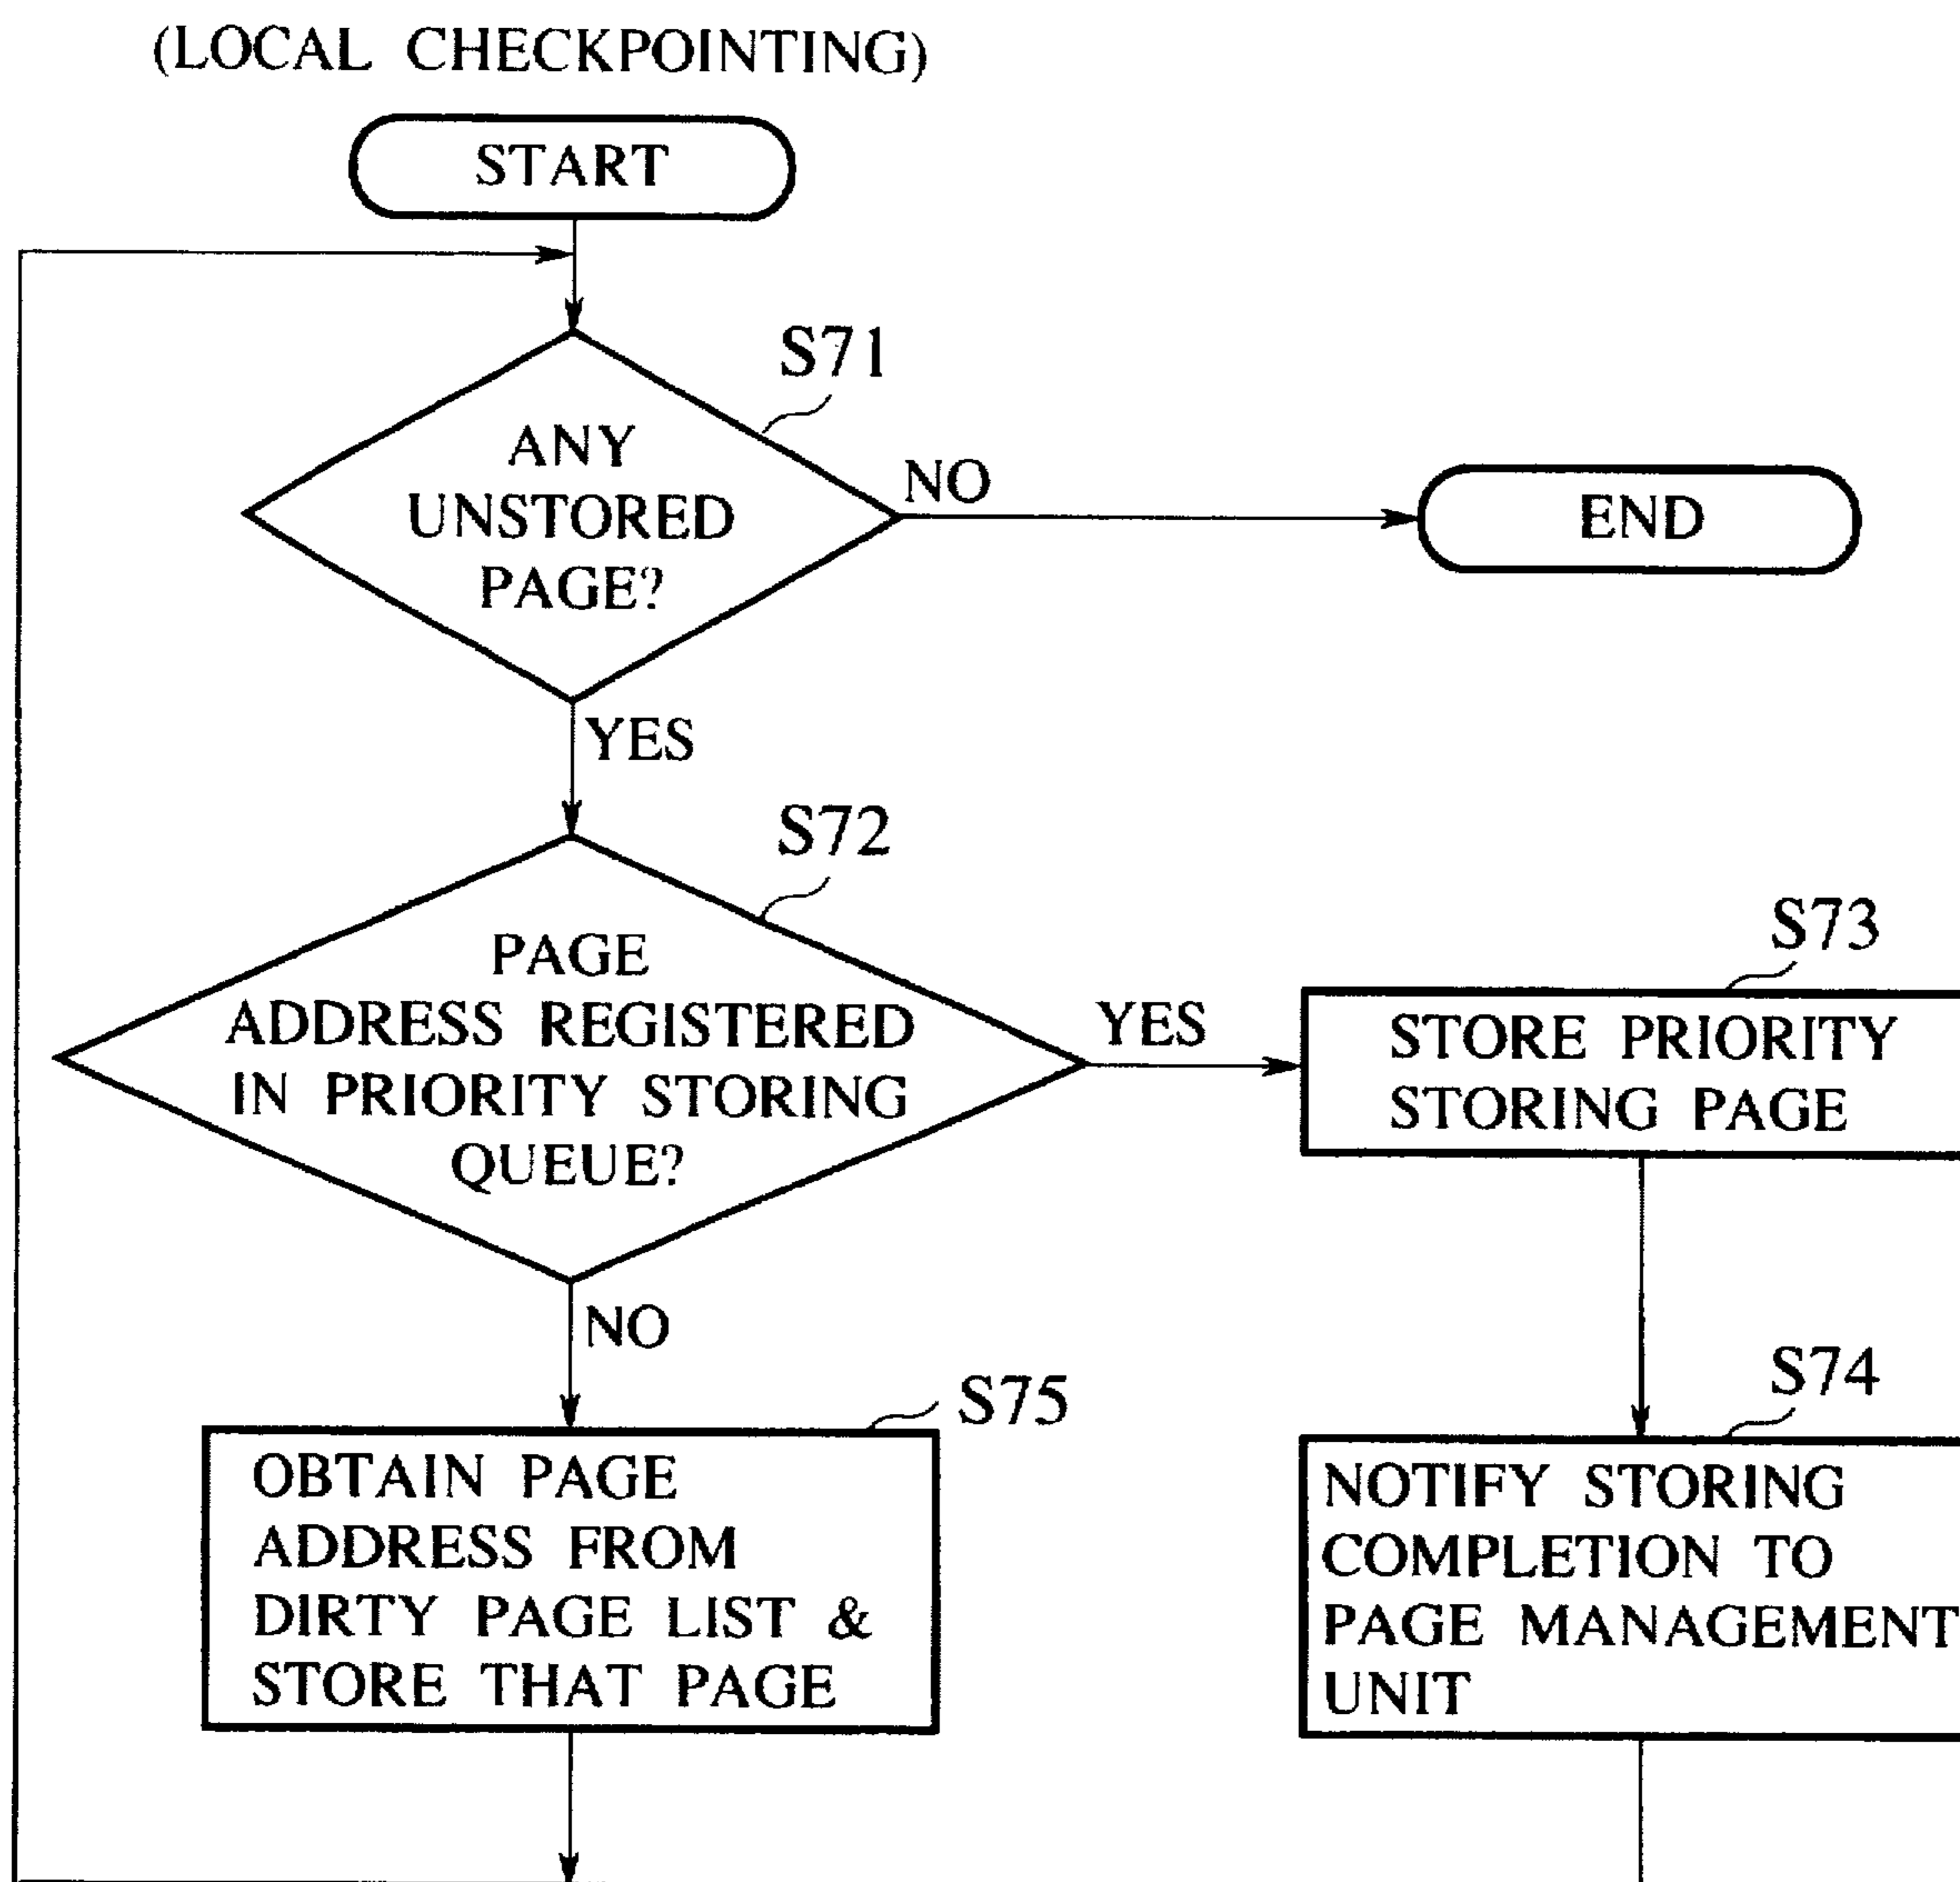 (LOCAL CHECKPOINTING)
START
S71
ANY
UNSTORED
PAGE?
NO
END
YES
S72
PAGE
ADDRESS REGISTERED
IN PRIORITY STORING
QUEUE?
YES
S73
STORE PRIORITY
STORING PAGE
NO
S75
OBTAIN PAGE
ADDRESS FROM
DIRTY PAGE LIST &
STORE THAT PAGE
S74
NOTIFY STORING
COMPLETION TO
PAGE MANAGEMENT
UNIT